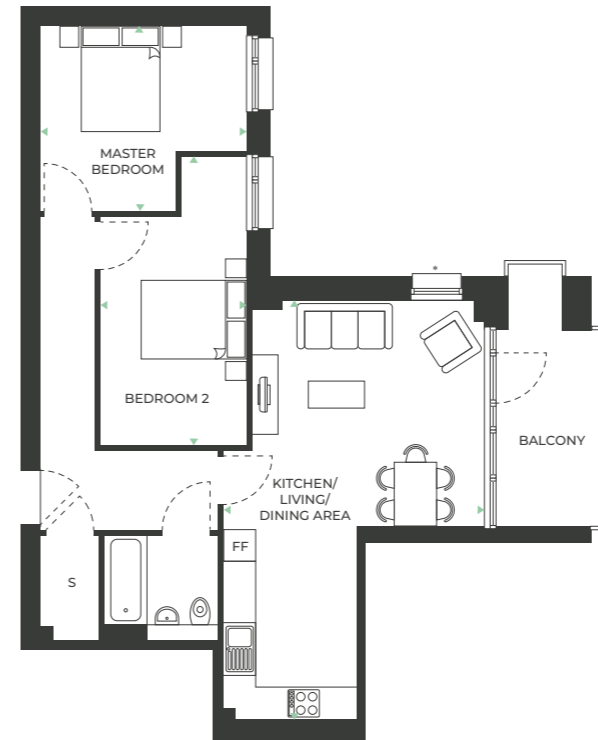 MASTER
BEDROOM
BEDROOM 2
BALCONY
KITCHEN/
LIVING/
DINING AREA
FF
S